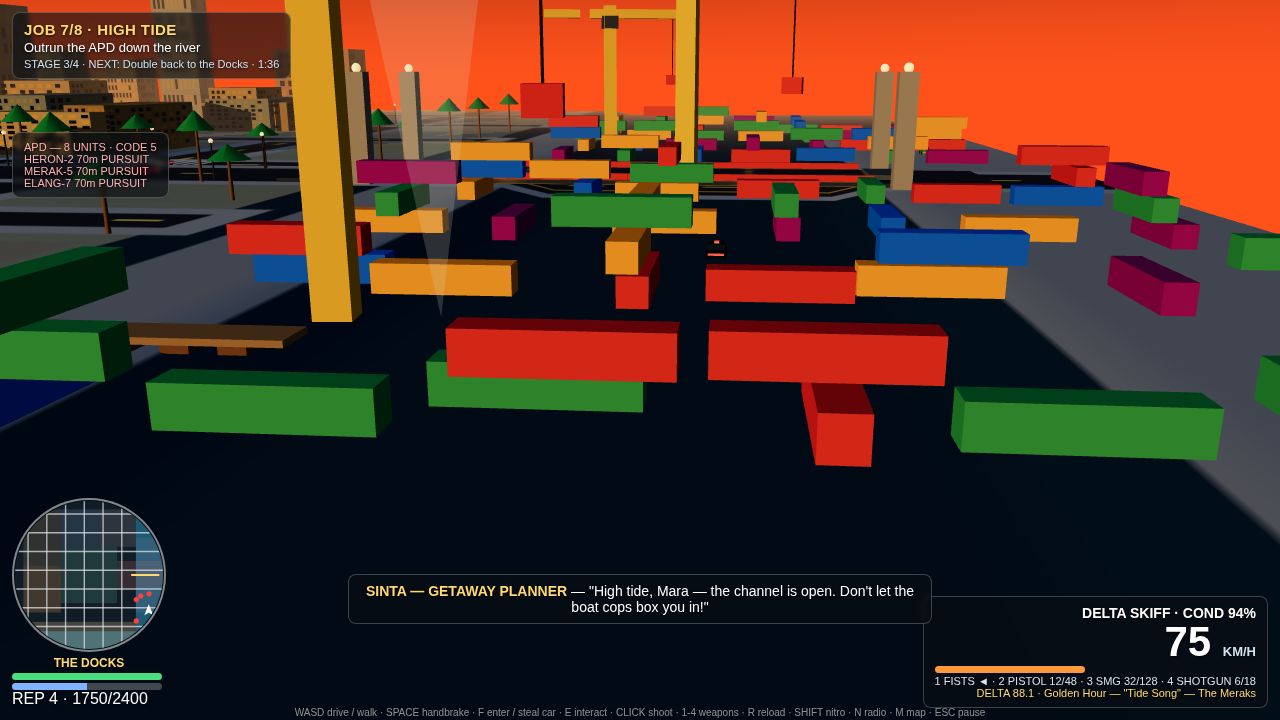 JOB 7/8 · HIGH TIDE
Outrun the APD down the river
STAGE 3/4 · NEXT: Double back to the Docks · 1:36
APD — 8 UNITS · CODE 5
HERON-2 70m PURSUIT
MERAK-5 70m PURSUIT
ELANG-7 70m PURSUIT
SINTA — GETAWAY PLANNER — "High tide, Mara — the channel is open. Don't let the
boat cops box you in!"
THE DOCKS
REP 4 · 1750/2400
DELTA SKIFF · COND 94%
75 KM/H
1 FISTS ◄ · 2 PISTOL 12/48 · 3 SMG 32/128 · 4 SHOTGUN 6/18
DELTA 88.1 · Golden Hour — "Tide Song" — The Meraks
WASD drive / walk · SPACE handbrake · F enter / steal car · E interact · CLICK shoot · 1-4 weapons · R reload · SHIFT nitro · N radio · M map · ESC pause